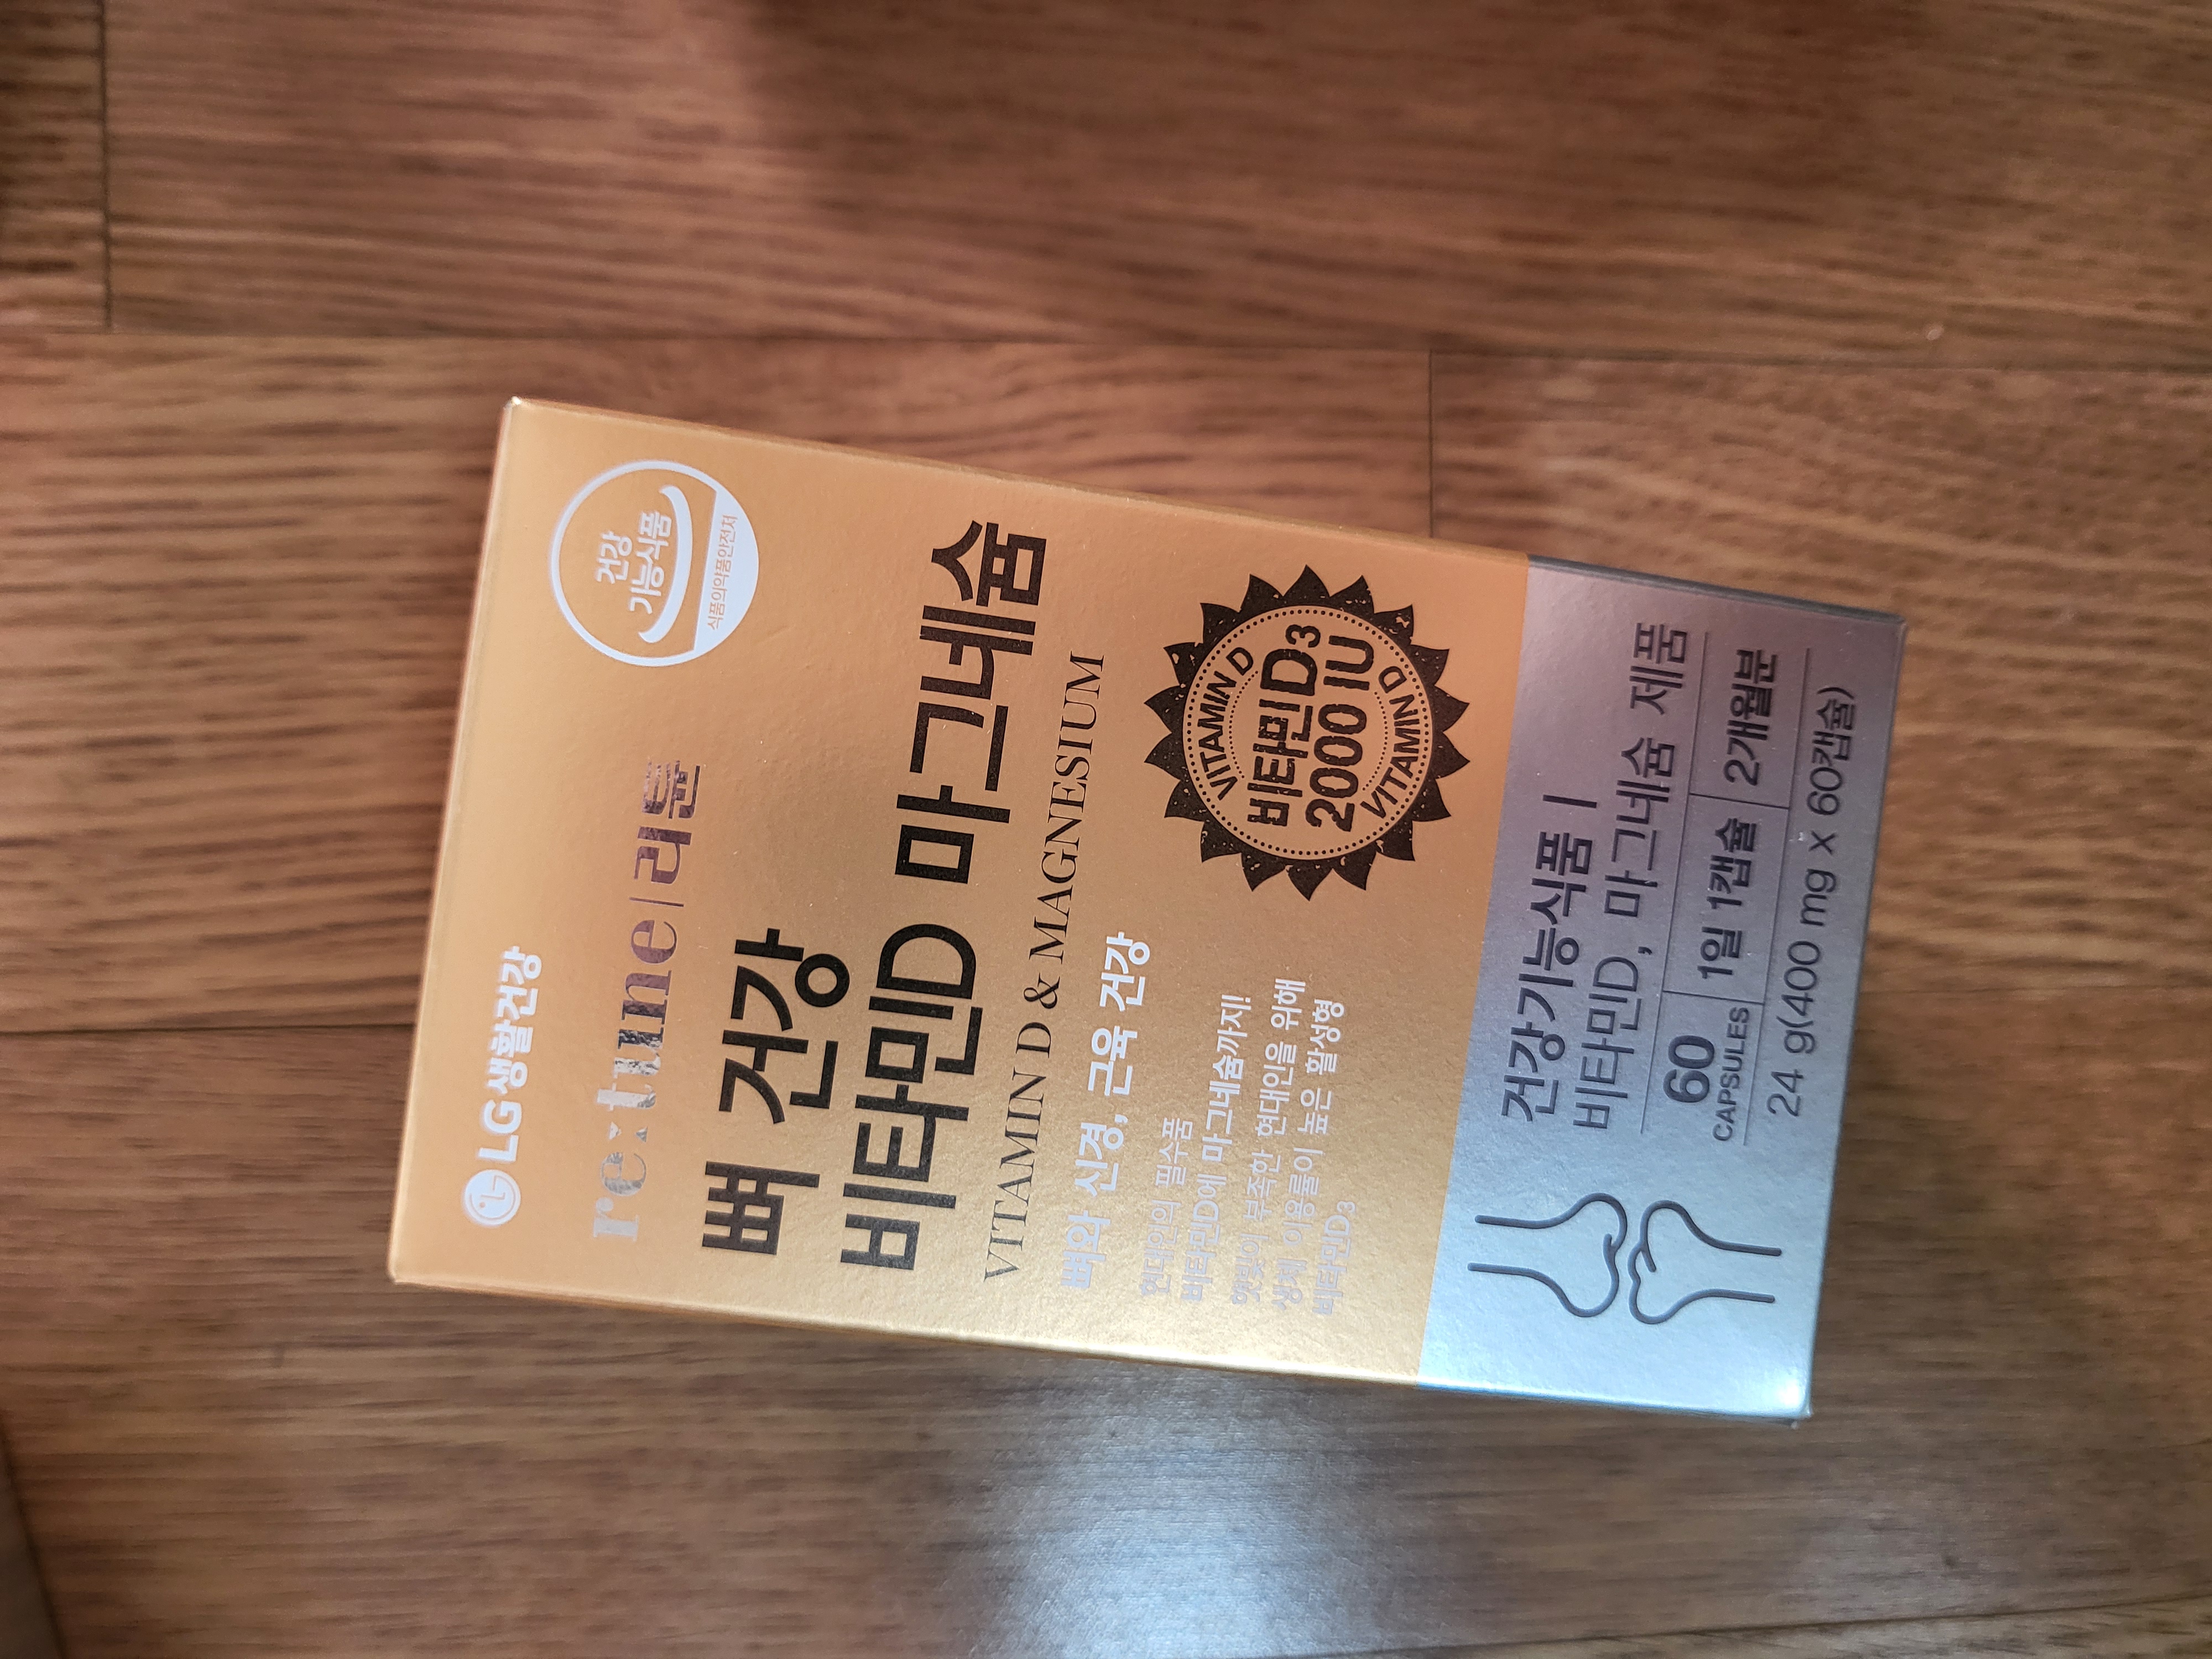 LG생활건강
건강
기능식품
식품의약품안전처
re:tune|리튠
뼈 건강
비타민D 마그네슘
VITAMIN D & MAGNESIUM
뼈와 신경, 근육 건강
현대인의 필수품
비타민D에 마그네슘까지!
햇빛이 부족한 현대인을 위해
생체 이용률이 높은 활성형
비타민D3
VITAMIN D
비타민D3
2000 IU
VITAMIN D
건강기능식품 |
비타민D, 마그네슘 제품
60 CAPSULES 1일 1캡슐 2개월분
24 g(400 mg x 60캡슐)